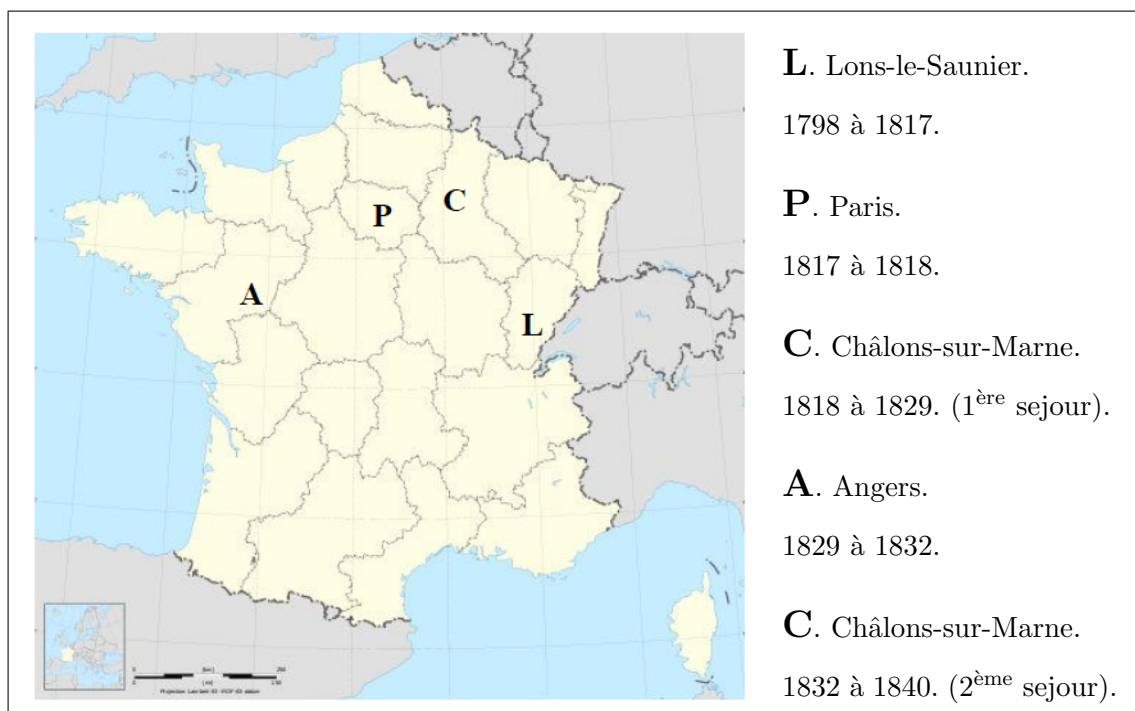 P
C
A
L
L. Lons-le-Saunier.
1798 à 1817.
P. Paris.
1817 à 1818.
C. Châlons-sur-Marne.
1818 à 1829. (1ère sejour).
A. Angers.
1829 à 1832.
C. Châlons-sur-Marne.
1832 à 1840. (2ème sejour).